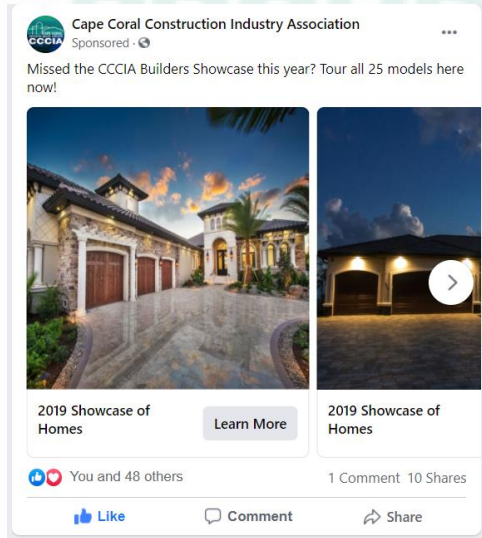 Cape Coral Construction Industry Association
CCCIA
Sponsored ·
Missed the CCCIA Builders Showcase this year? Tour all 25 models here
now!
2019 Showcase of
Homes
Learn More
2019 Showcase of
Homes
You and 48 others
1 Comment 10 Shares
Like
Comment
Share